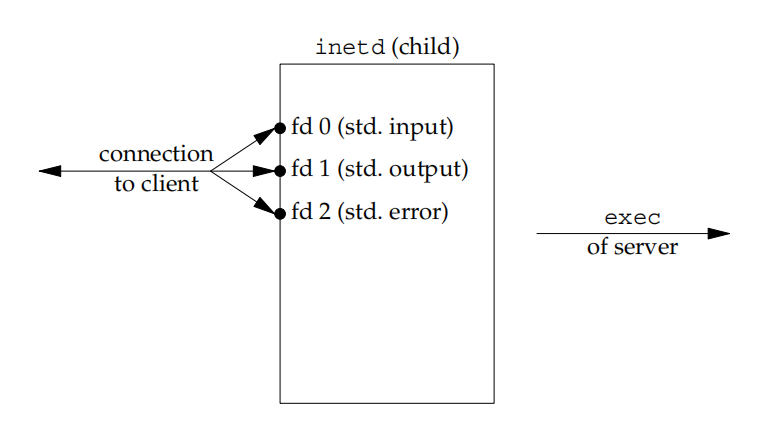 inetd (child)
fd 0 (std. input)
connection
to client
fd 1 (std. output)
fd 2 (std. error)
exec
of server